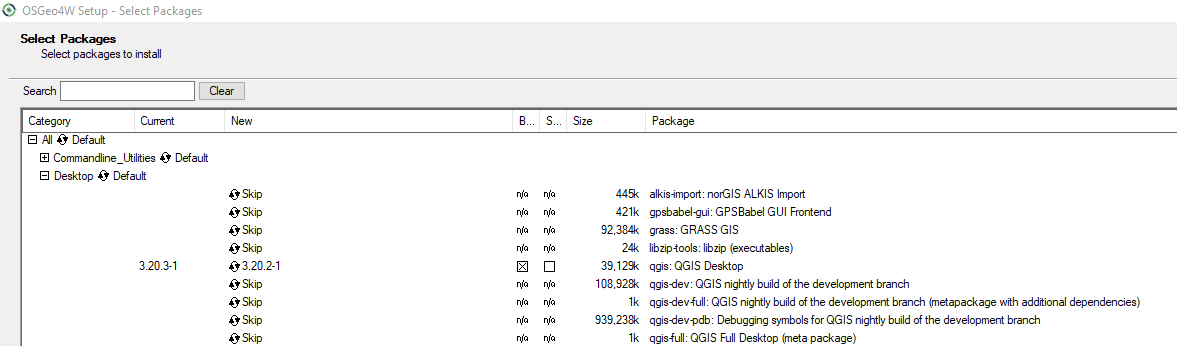 OSGeo4W Setup - Select Packages
Select Packages
Select packages to install
Search Clear
Category Current New B... S... Size Package
All Default
Commandline_Utilities Default
Desktop Default
Skip n/a n/a 445k alkis-import: norGIS ALKIS Import
Skip n/a n/a 421k gpsbabel-gui: GPSBabel GUI Frontend
Skip n/a n/a 92,384k grass: GRASS GIS
Skip n/a n/a 24k libzip-tools: libzip (executables)
3.20.3-1 3.20.2-1 39,129k qgis: QGIS Desktop
Skip n/a n/a 108,928k qgis-dev: QGIS nightly build of the development branch
Skip n/a n/a 1k qgis-dev-full: QGIS nightly build of the development branch (metapackage with additional dependencies)
Skip n/a n/a 939,238k qgis-dev-pdb: Debugging symbols for QGIS nightly build of the development branch
Skip n/a n/a 1k qgis-full: QGIS Full Desktop (meta package)